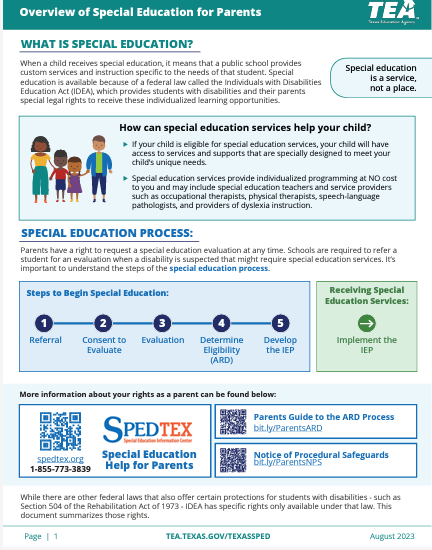 Overview of Special Education for Parents
TEA
Texas Education Agency
WHAT IS SPECIAL EDUCATION?
When a child receives special education, it means that a public school provides
custom services and instruction specific to the needs of that student. Special
education is available because of a federal law called the Individuals with Disabilities
Education Act (IDEA), which provides students with disabilities and their parents
special legal rights to receive these individualized learning opportunities.
Special education
is a service,
not a place.
How can special education services help your child?
If your child is eligible for special education services, your child will have
access to services and supports that are specially designed to meet your
child's unique needs.
Special education services provide individualized programming at NO cost
to you and may include special education teachers and service providers
such as occupational therapists, physical therapists, speech-language
pathologists, and providers of dyslexia instruction.
SPECIAL EDUCATION PROCESS:
Parents have a right to request a special education evaluation at any time. Schools are required to refer a
student for an evaluation when a disability is suspected that might require special education services. It's
important to understand the steps of the special education process.
Steps to Begin Special Education:
1 2 3 4 5
Referral
Consent to
Evaluate
Evaluation
Determine
Eligibility
(ARD)
Develop
the IEP
Receiving Special
Education Services:
Implement the
IEP
More information about your rights as a parent can be found below:
spedtex.org
1-855-773-3839
SPEDTEX
Special Education Information Center
Special Education
Help for Parents
Parents Guide to the ARD Process
bit.ly/ParentsARD
Notice of Procedural Safeguards
bit.ly/ParentsNPS
While there are other federal laws that also offer certain protections for students with disabilities - such as
Section 504 of the Rehabilitation Act of 1973 - IDEA has specific rights only available under that law. This
document summarizes those rights.
Page | 1
TEA.TEXAS.GOV/TEXASSPED
August 2023